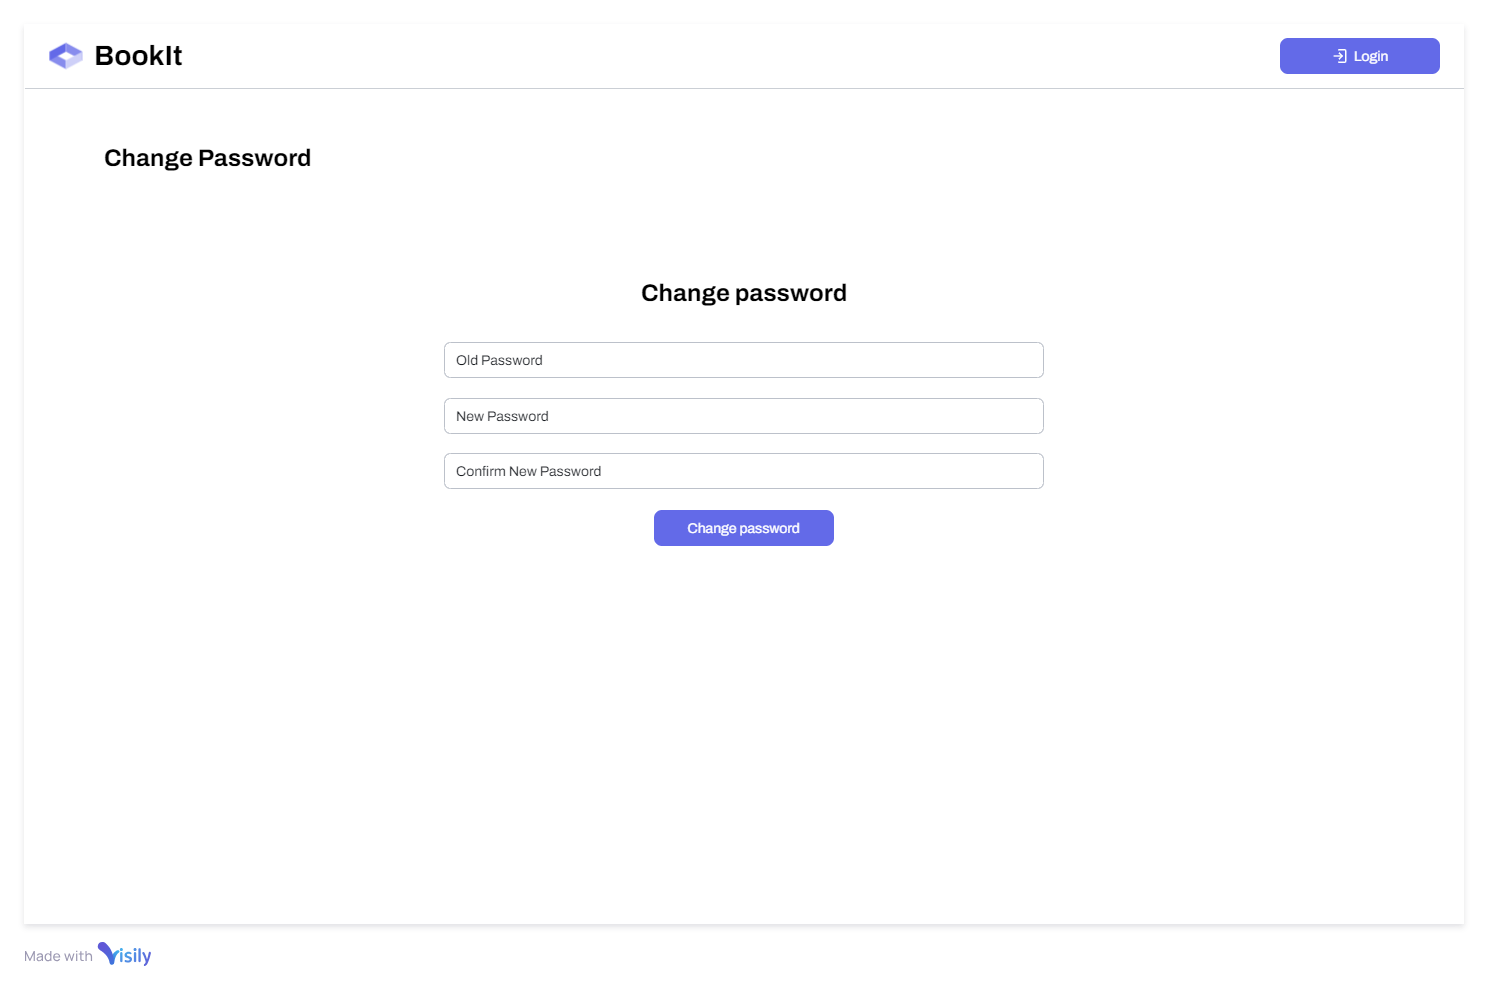 BookIt
Login
Change Password
Change password
Old Password
New Password
Confirm New Password
Change password
Made with Visily